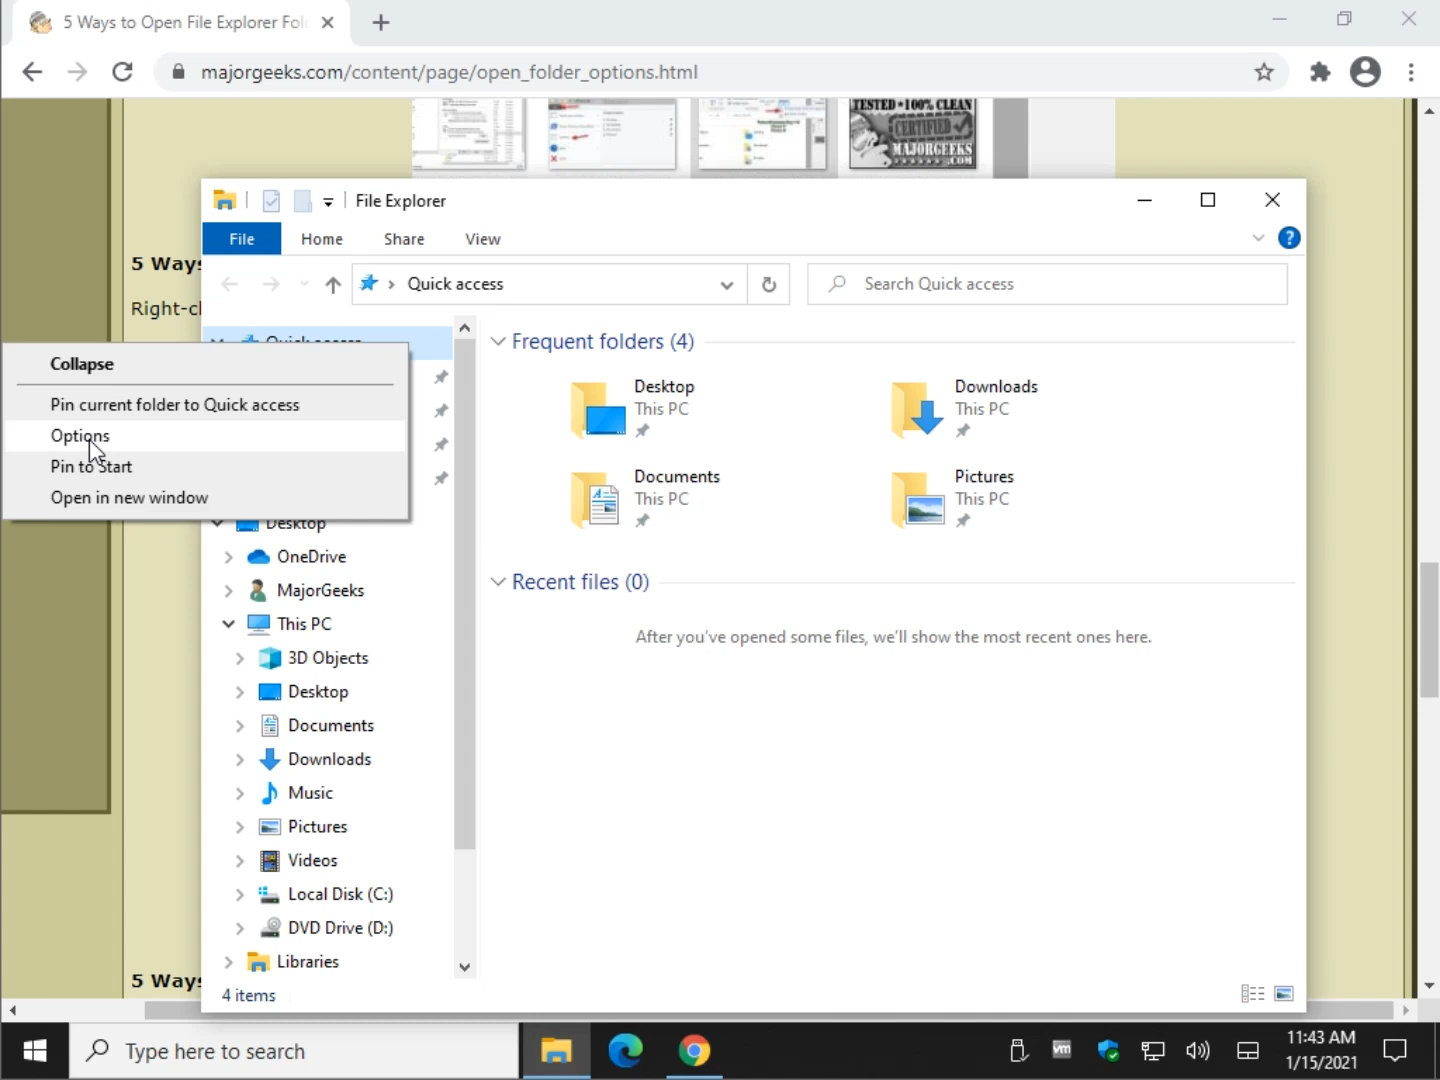 5 Ways to Open File Explorer Fol
majorgeeks.com/content/page/open_folder_options.html
TESTED ★ 100% CLEAN
CERTIFIED
MAJORGEEKS
.COM
File Explorer
File Home Share View
Quick access
Search Quick access
5 Ways
Right-cl
Quick access
Collapse
Pin current folder to Quick access
Options
Pin to Start
Open in new window
Desktop
OneDrive
MajorGeeks
This PC
3D Objects
Desktop
Documents
Downloads
Music
Pictures
Videos
Local Disk (C:)
DVD Drive (D:)
Libraries
4 items
Frequent folders (4)
Desktop
This PC
Downloads
This PC
Documents
This PC
Pictures
This PC
Recent files (0)
After you've opened some files, we'll show the most recent ones here.
5 Ways
Type here to search
vm
11:43 AM
1/15/2021